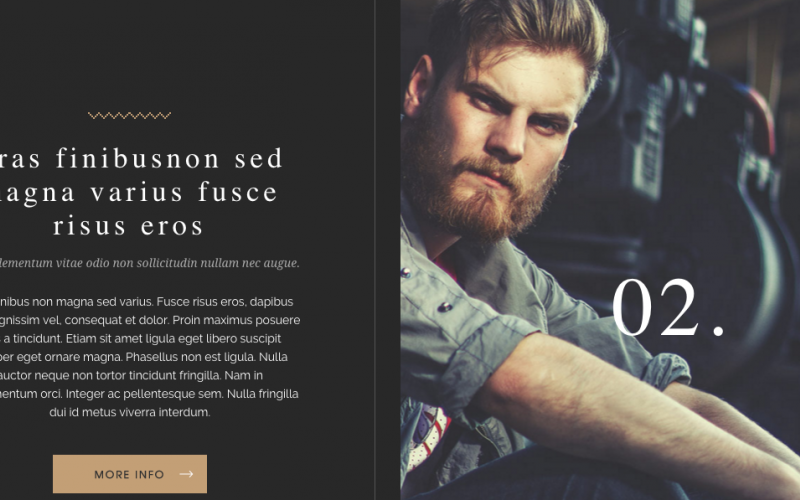 ras finibusnon sed
agna varius fusce
risus eros
lementum vitae odio non sollicitudin nullam nec augue.
nibus non magna sed varius. Fusce risus eros, dapibus
gnissim vel, consequat et dolor. Proin maximus posuere
a tincidunt. Etiam sit amet ligula eget libero suscipit
per eget ornare magna. Phasellus non est ligula. Nulla
auctor neque non tortor tincidunt fringilla. Nam in
nentum orci. Integer ac pellentesque sem. Nulla fringilla
dui id metus viverra interdum.
MORE INFO →
02.